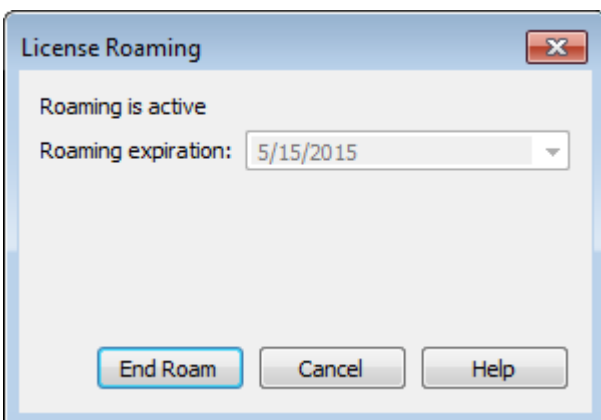 License Roaming
Roaming is active
Roaming expiration: 5/15/2015
End Roam Cancel Help